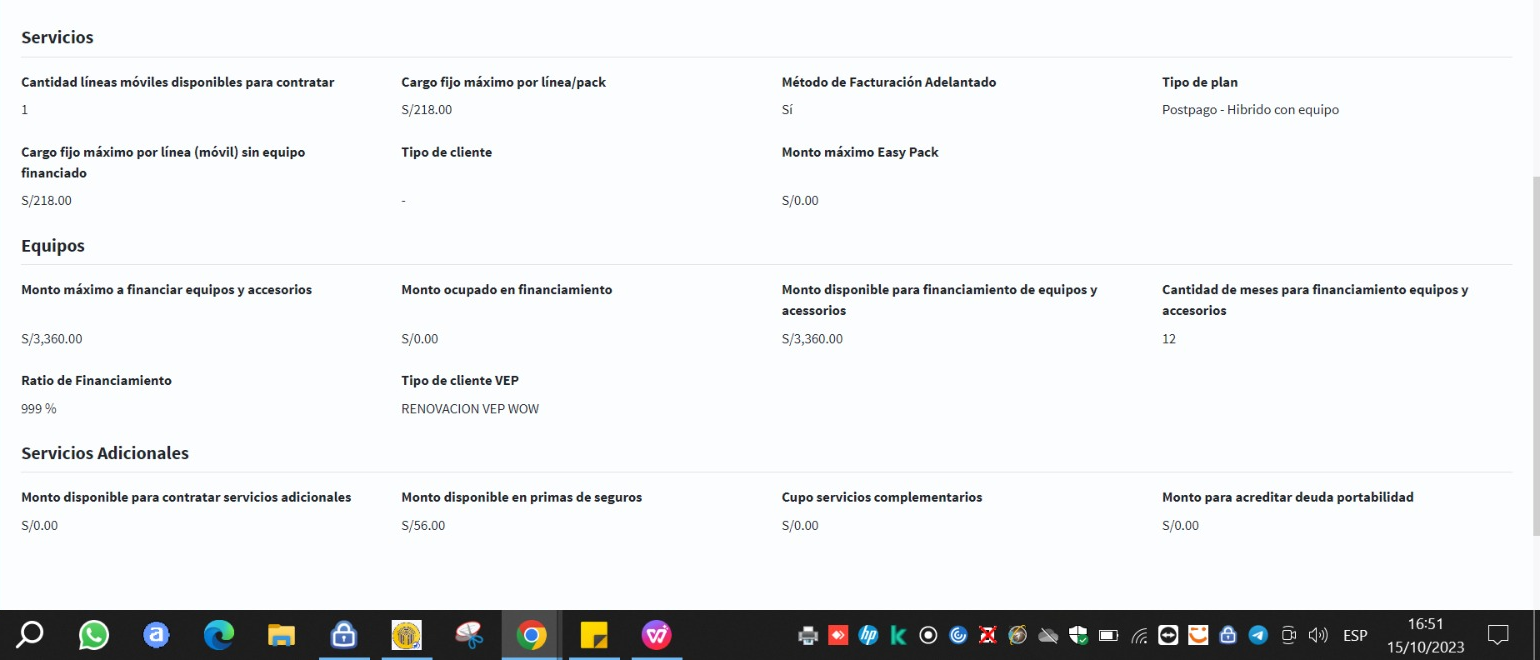 Servicios
Cantidad líneas móviles disponibles para contratar
1
Cargo fijo máximo por línea/pack
S/218.00
Método de Facturación Adelantado
Sí
Tipo de plan
Postpago - Hibrido con equipo
Cargo fijo máximo por línea (móvil) sin equipo
financiado
S/218.00
Tipo de cliente
-
Monto máximo Easy Pack
S/0.00
Equipos
Monto máximo a financiar equipos y accesorios
S/3,360.00
Monto ocupado en financiamiento
S/0.00
Monto disponible para financiamiento de equipos y
acessorios
S/3,360.00
Cantidad de meses para financiamiento equipos y
accesorios
12
Ratio de Financiamiento
999 %
Tipo de cliente VEP
RENOVACION VEP WOW
Servicios Adicionales
Monto disponible para contratar servicios adicionales
S/0.00
Monto disponible en primas de seguros
S/56.00
Cupo servicios complementarios
S/0.00
Monto para acreditar deuda portabilidad
S/0.00
a
hp
k
ESP
16:51
15/10/2023